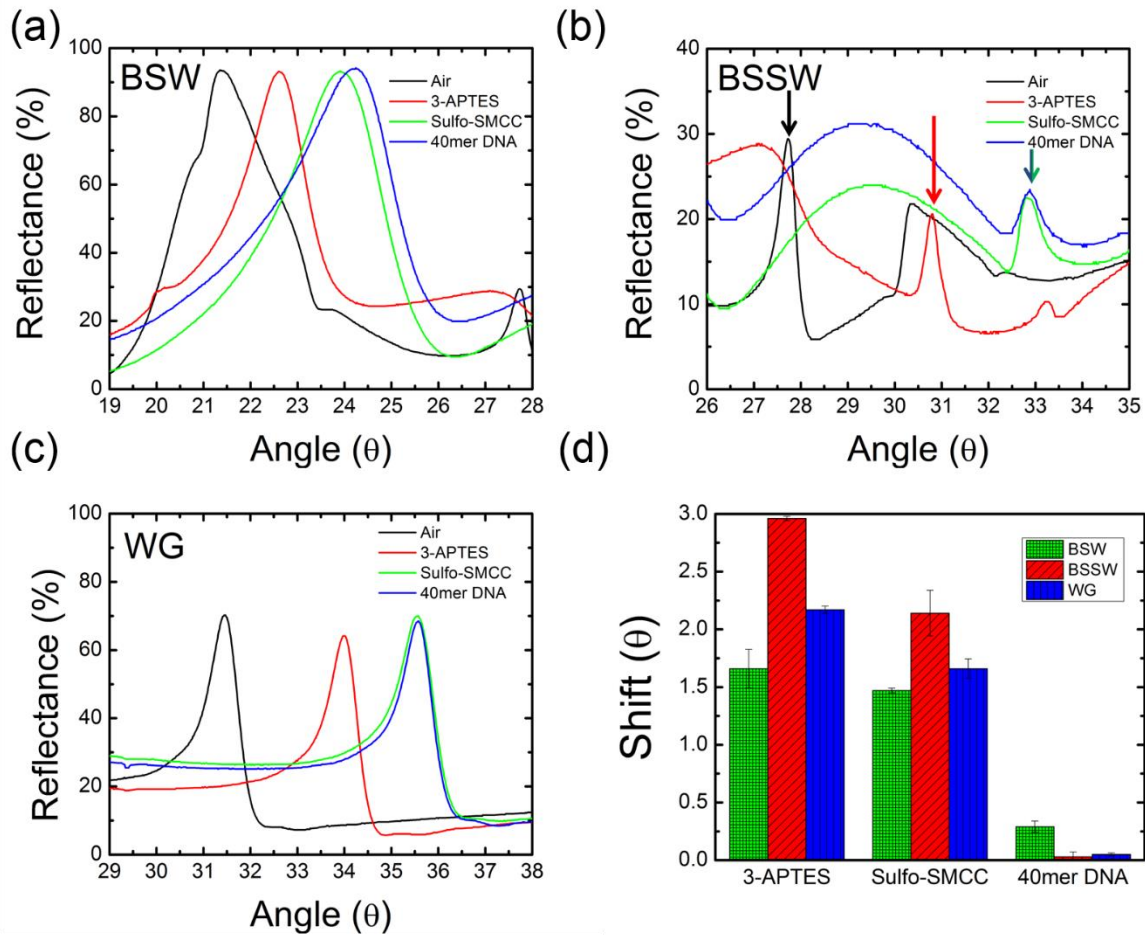 (a)
BSW
Air
3-APTES
Sulfo-SMCC
40mer DNA
Reflectance (%)
100
80
60
40
20
0
19 20 21 22 23 24 25 26 27 28
Angle (θ)
(b)
BSSW
Air
3-APTES
Sulfo-SMCC
40mer DNA
Reflectance (%)
40
30
20
10
0
26 27 28 29 30 31 32 33 34 35
Angle (θ)
(c)
WG
Air
3-APTES
Sulfo-SMCC
40mer DNA
Reflectance (%)
100
80
60
40
20
0
29 30 31 32 33 34 35 36 37 38
Angle (θ)
(d)
BSW
BSSW
WG
Shift (θ)
3.0
2.5
2.0
1.5
1.0
0.5
0.0
3-APTES Sulfo-SMCC 40mer DNA